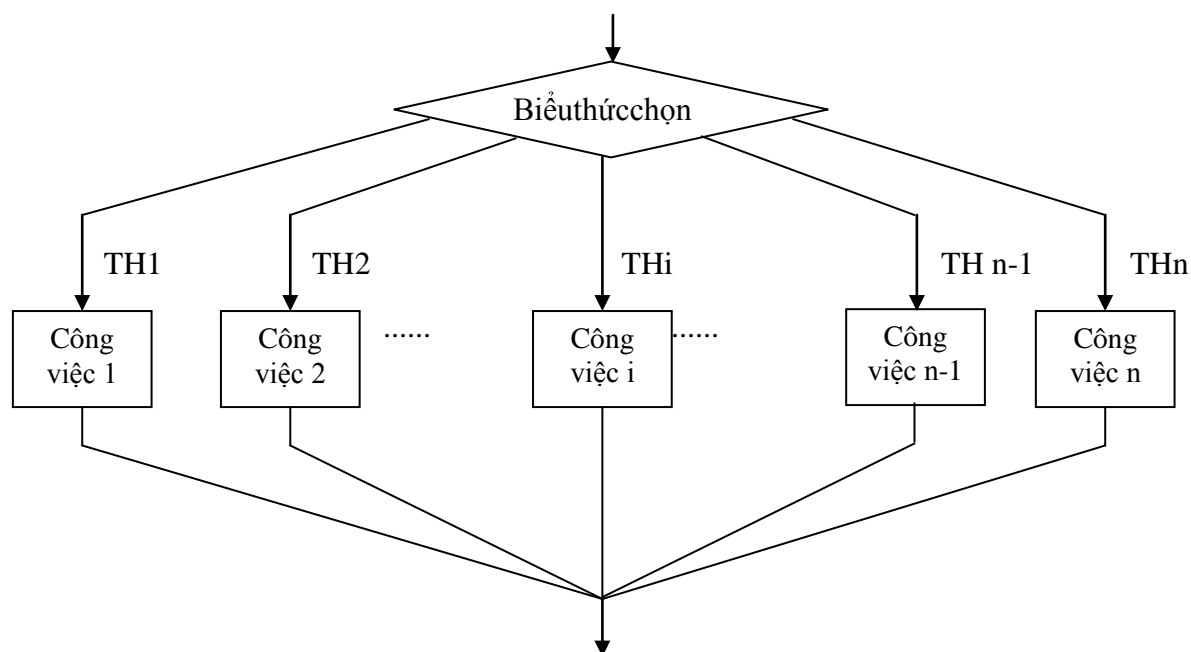 Biểuthứcchọn
TH1
TH2
THi
TH n-1
THn
Công
việc 1
Công
việc 2
......
Công
việc i
......
Công
việc n-1
Công
việc n